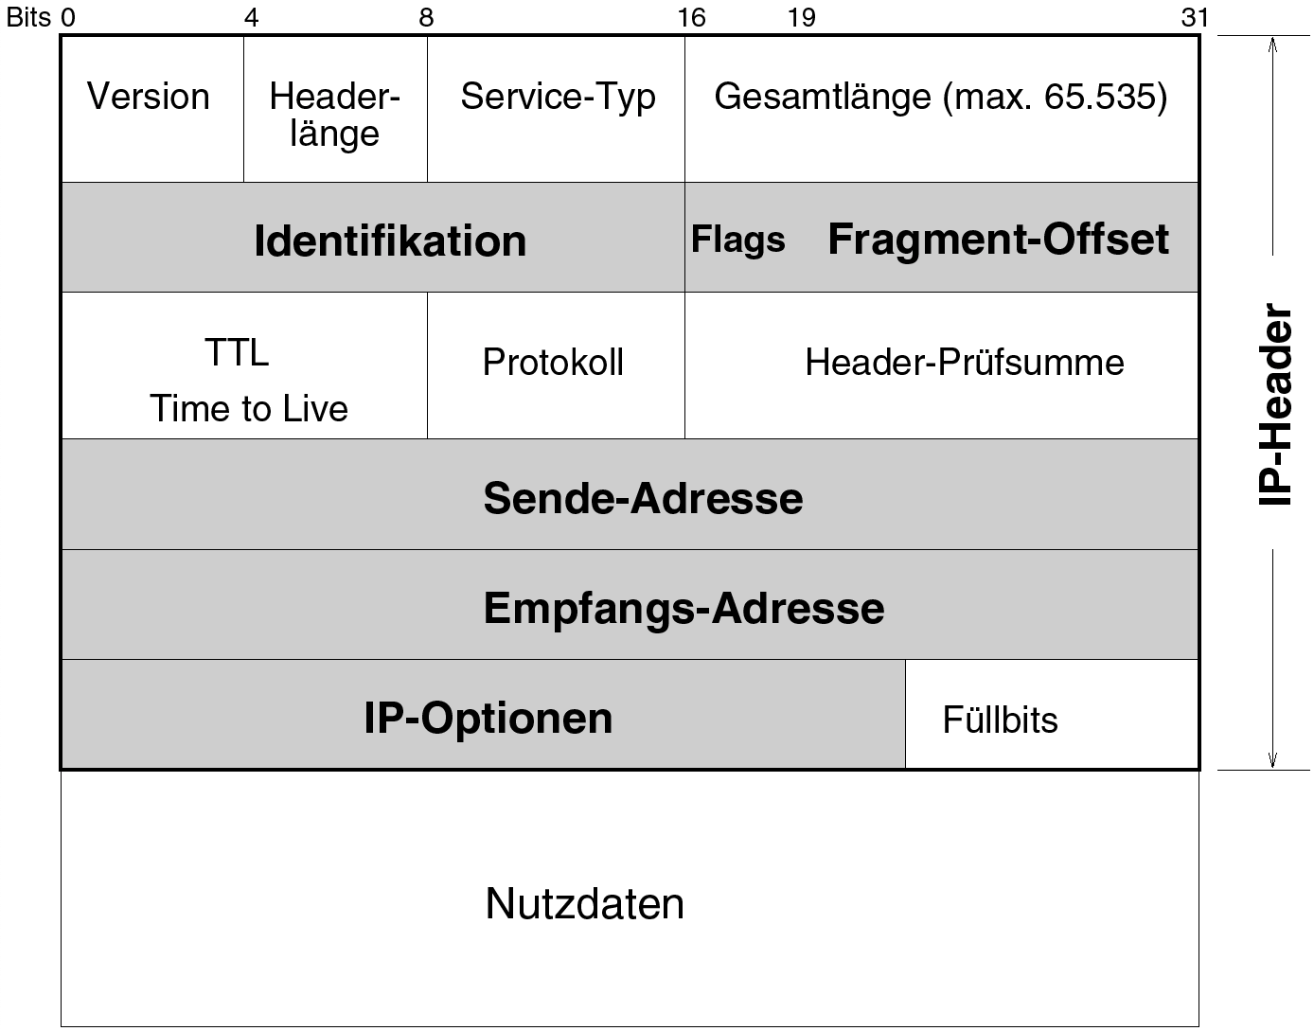 Bits 0 4 8 16 19 31
Version
Header-
länge
Service-Typ
Gesamtlänge (max. 65.535)
Identifikation
Flags
Fragment-Offset
TTL
Time to Live
Protokoll
Header-Prüfsumme
Sende-Adresse
Empfangs-Adresse
IP-Optionen
Füllbits
Nutzdaten
IP-Header